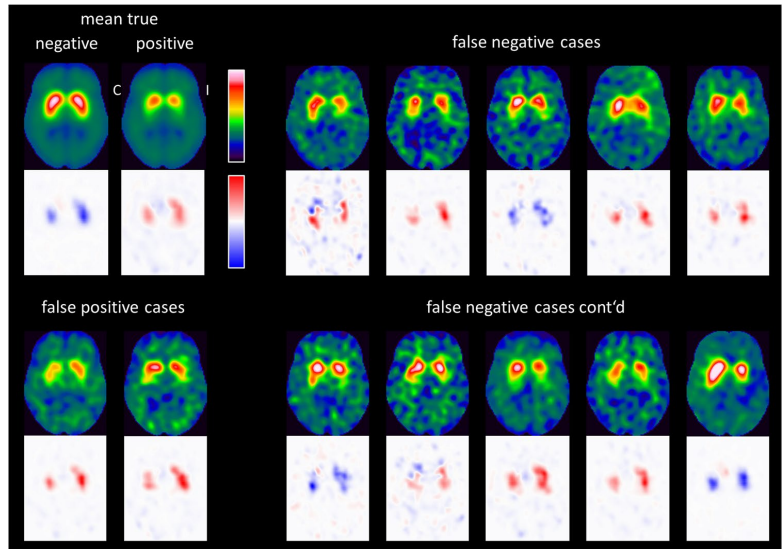 mean true
negative positive
false negative cases
C I
false positive cases
false negative cases cont'd